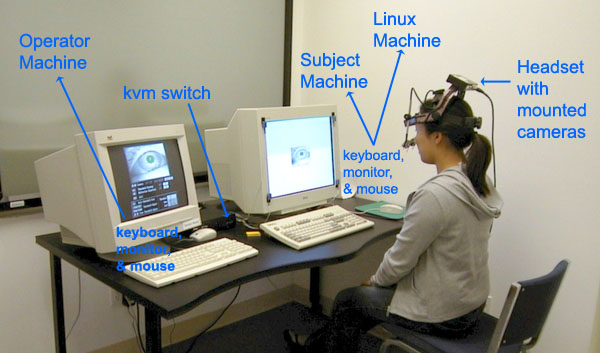 Operator
Machine
kvm switch
Subject
Machine
Linux
Machine
Headset
with
mounted
cameras
keyboard,
monitor,
& mouse
keyboard,
monitor,
& mouse